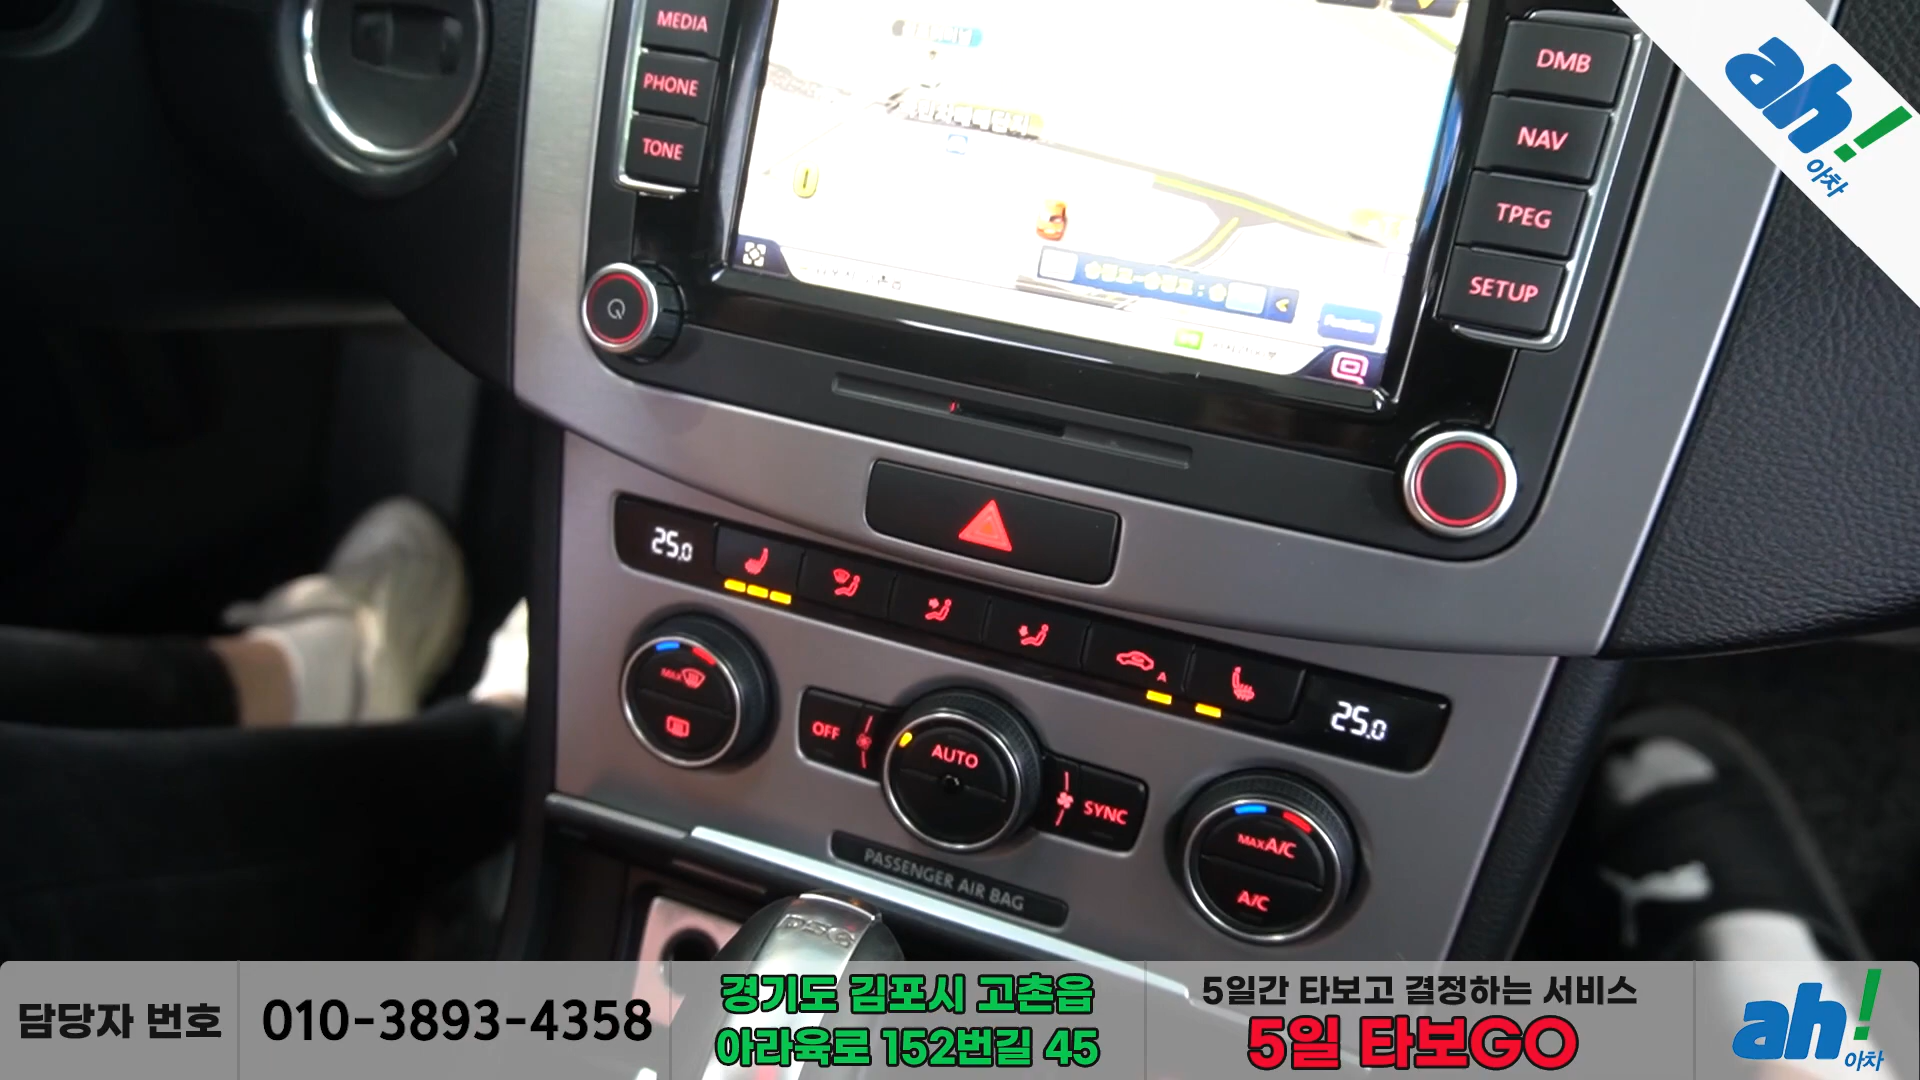 MEDIA
PHONE
TONE
DMB
NAV
TPEG
SETUP
ah!
아차
25.0
A
25.0
MAX
OFF
AUTO
SYNC
MAX A/C
A/C
PASSENGER AIR BAG
DSG
담당자 번호
010-3893-4358
경기도 김포시 고촌읍
아라육로 152번길 45
5일간 타보고 결정하는 서비스
5일 타보GO
ah!
아차